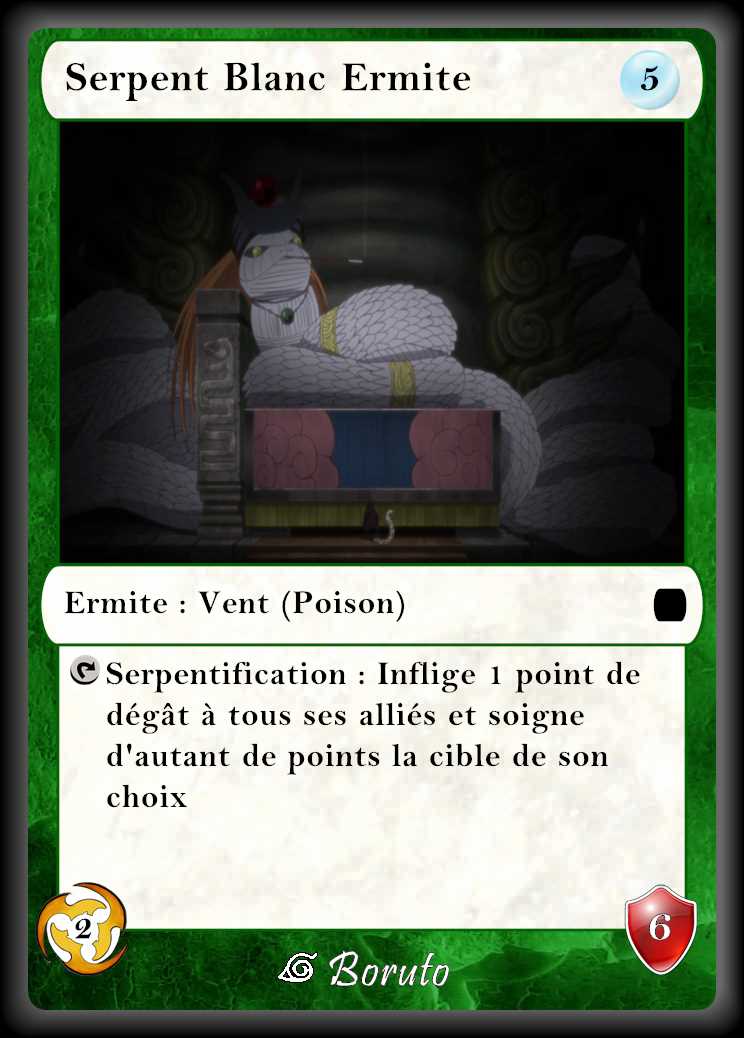 Serpent Blanc Ermite
5
Ermite : Vent (Poison)
Serpentification : Inflige 1 point de
dégât à tous ses alliés et soigne
d'autant de points la cible de son
choix
2
6
Boruto